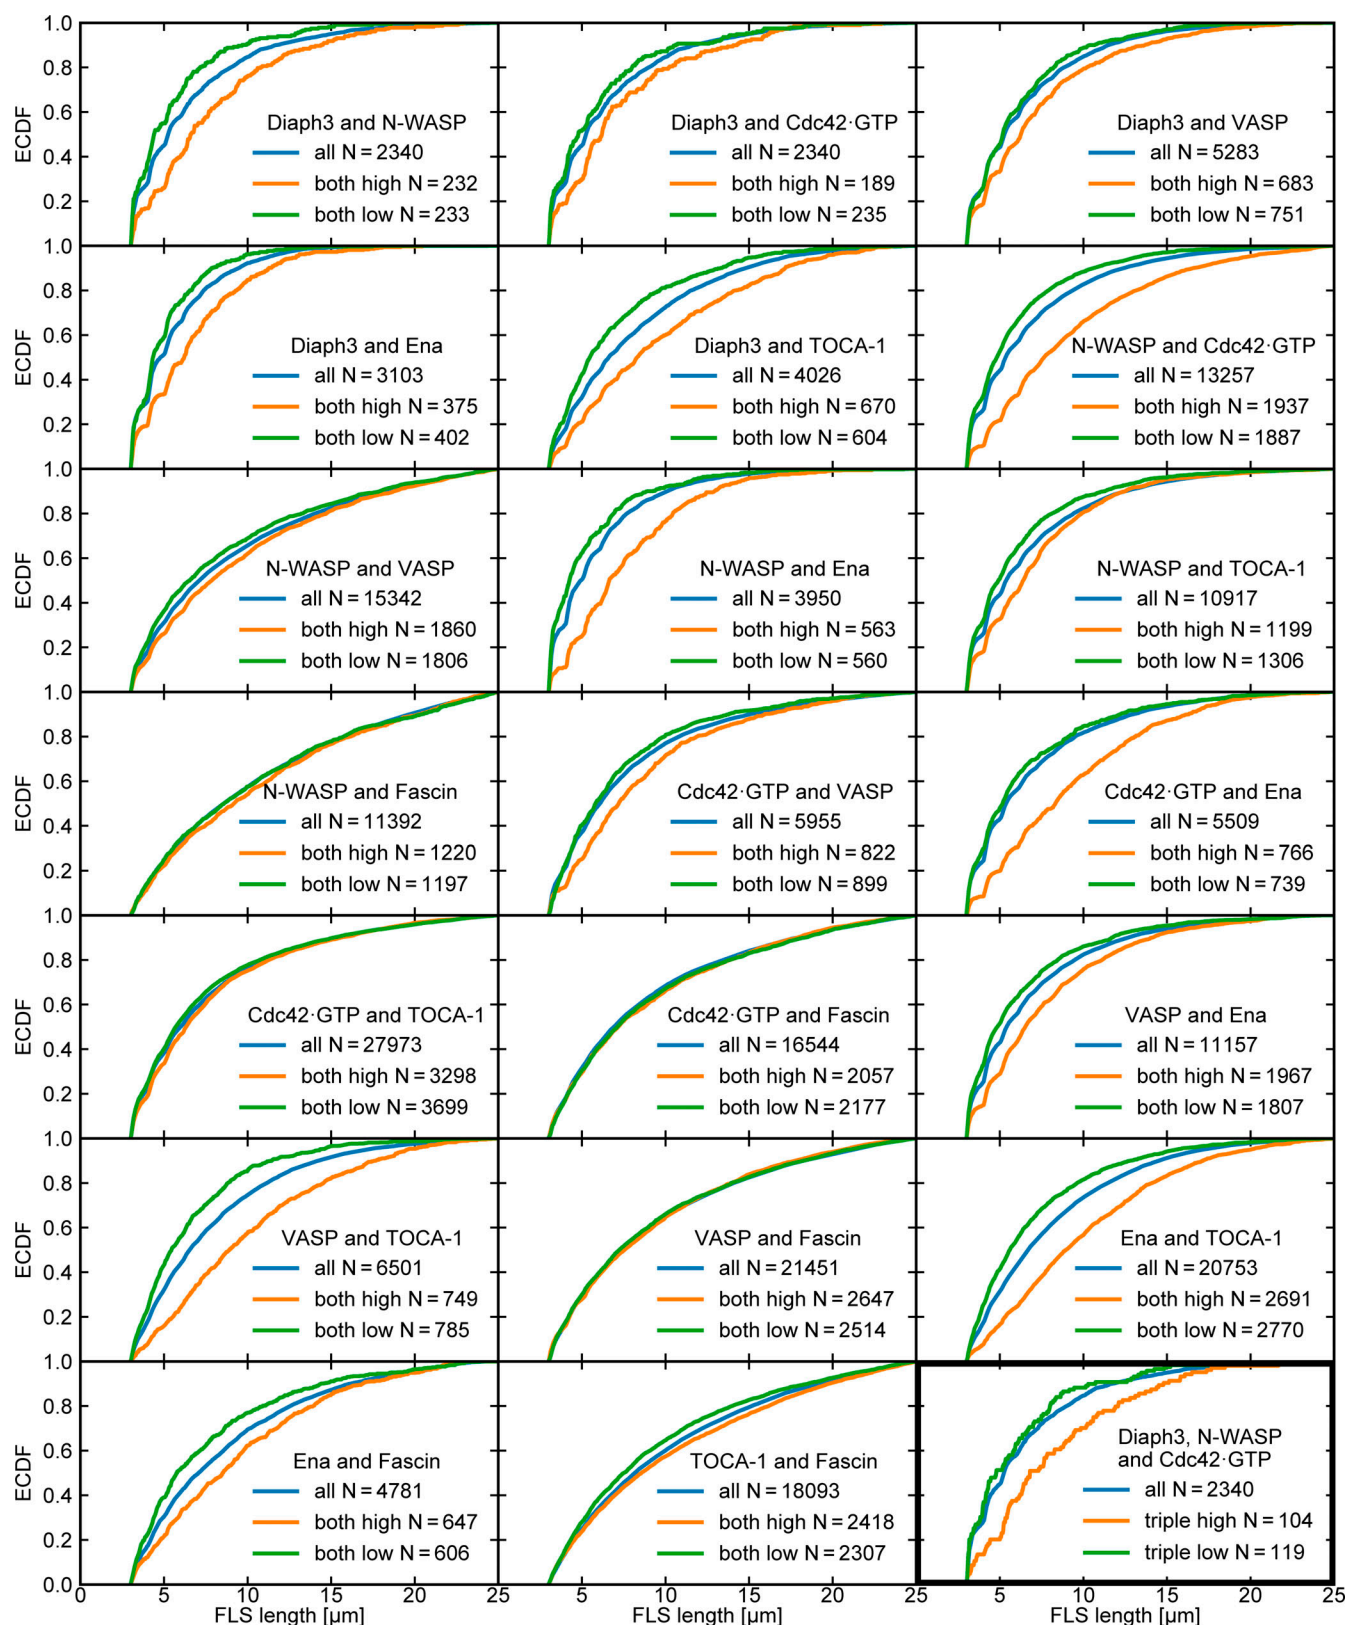 1.0
0.8
0.6
0.4
0.2
ECDF
Diaph3 and N-WASP
all N = 2340
both high N = 232
both low N = 233
Diaph3 and Cdc42·GTP
all N = 2340
both high N = 189
both low N = 235
Diaph3 and VASP
all N = 5283
both high N = 683
both low N = 751
1.0
0.8
0.6
0.4
0.2
ECDF
Diaph3 and Ena
all N = 3103
both high N = 375
both low N = 402
Diaph3 and TOCA-1
all N = 4026
both high N = 670
both low N = 604
N-WASP and Cdc42·GTP
all N = 13257
both high N = 1937
both low N = 1887
1.0
0.8
0.6
0.4
0.2
ECDF
N-WASP and VASP
all N = 15342
both high N = 1860
both low N = 1806
N-WASP and Ena
all N = 3950
both high N = 563
both low N = 560
N-WASP and TOCA-1
all N = 10917
both high N = 1199
both low N = 1306
1.0
0.8
0.6
0.4
0.2
ECDF
N-WASP and Fascin
all N = 11392
both high N = 1220
both low N = 1197
Cdc42·GTP and VASP
all N = 5955
both high N = 822
both low N = 899
Cdc42·GTP and Ena
all N = 5509
both high N = 766
both low N = 739
1.0
0.8
0.6
0.4
0.2
ECDF
Cdc42·GTP and TOCA-1
all N = 27973
both high N = 3298
both low N = 3699
Cdc42·GTP and Fascin
all N = 16544
both high N = 2057
both low N = 2177
VASP and Ena
all N = 11157
both high N = 1967
both low N = 1807
1.0
0.8
0.6
0.4
0.2
ECDF
VASP and TOCA-1
all N = 6501
both high N = 749
both low N = 785
VASP and Fascin
all N = 21451
both high N = 2647
both low N = 2514
Ena and TOCA-1
all N = 20753
both high N = 2691
both low N = 2770
1.0
0.8
0.6
0.4
0.2
0.0
ECDF
Ena and Fascin
all N = 4781
both high N = 647
both low N = 606
TOCA-1 and Fascin
all N = 18093
both high N = 2418
both low N = 2307
Diaph3, N-WASP
and Cdc42·GTP
all N = 2340
triple high N = 104
triple low N = 119
0 5 10 15 20 25 5 10 15 20 25 5 10 15 20 25
FLS length [µm] FLS length [µm] FLS length [µm]